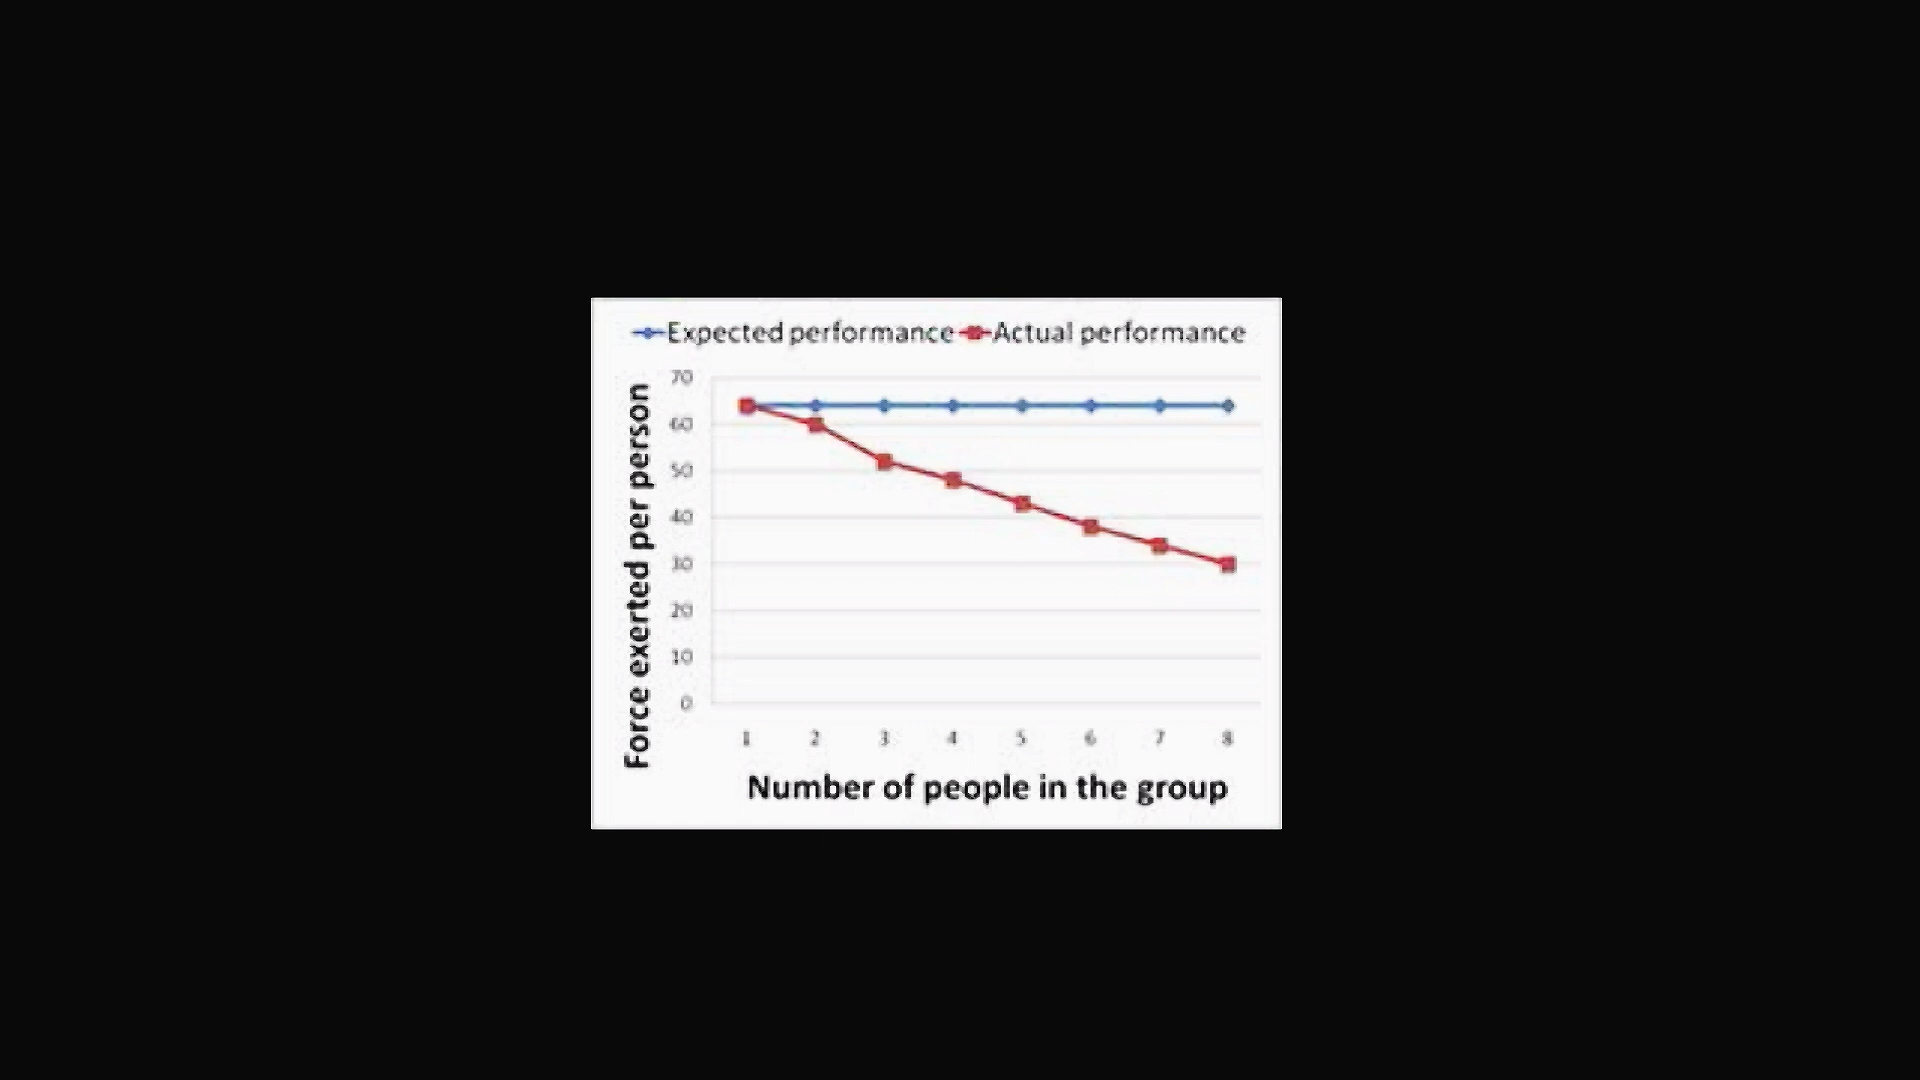 Expected performance Actual performance
Force exerted per person
70
60
50
40
30
20
10
0
1 2 3 4 5 6 7 8
Number of people in the group